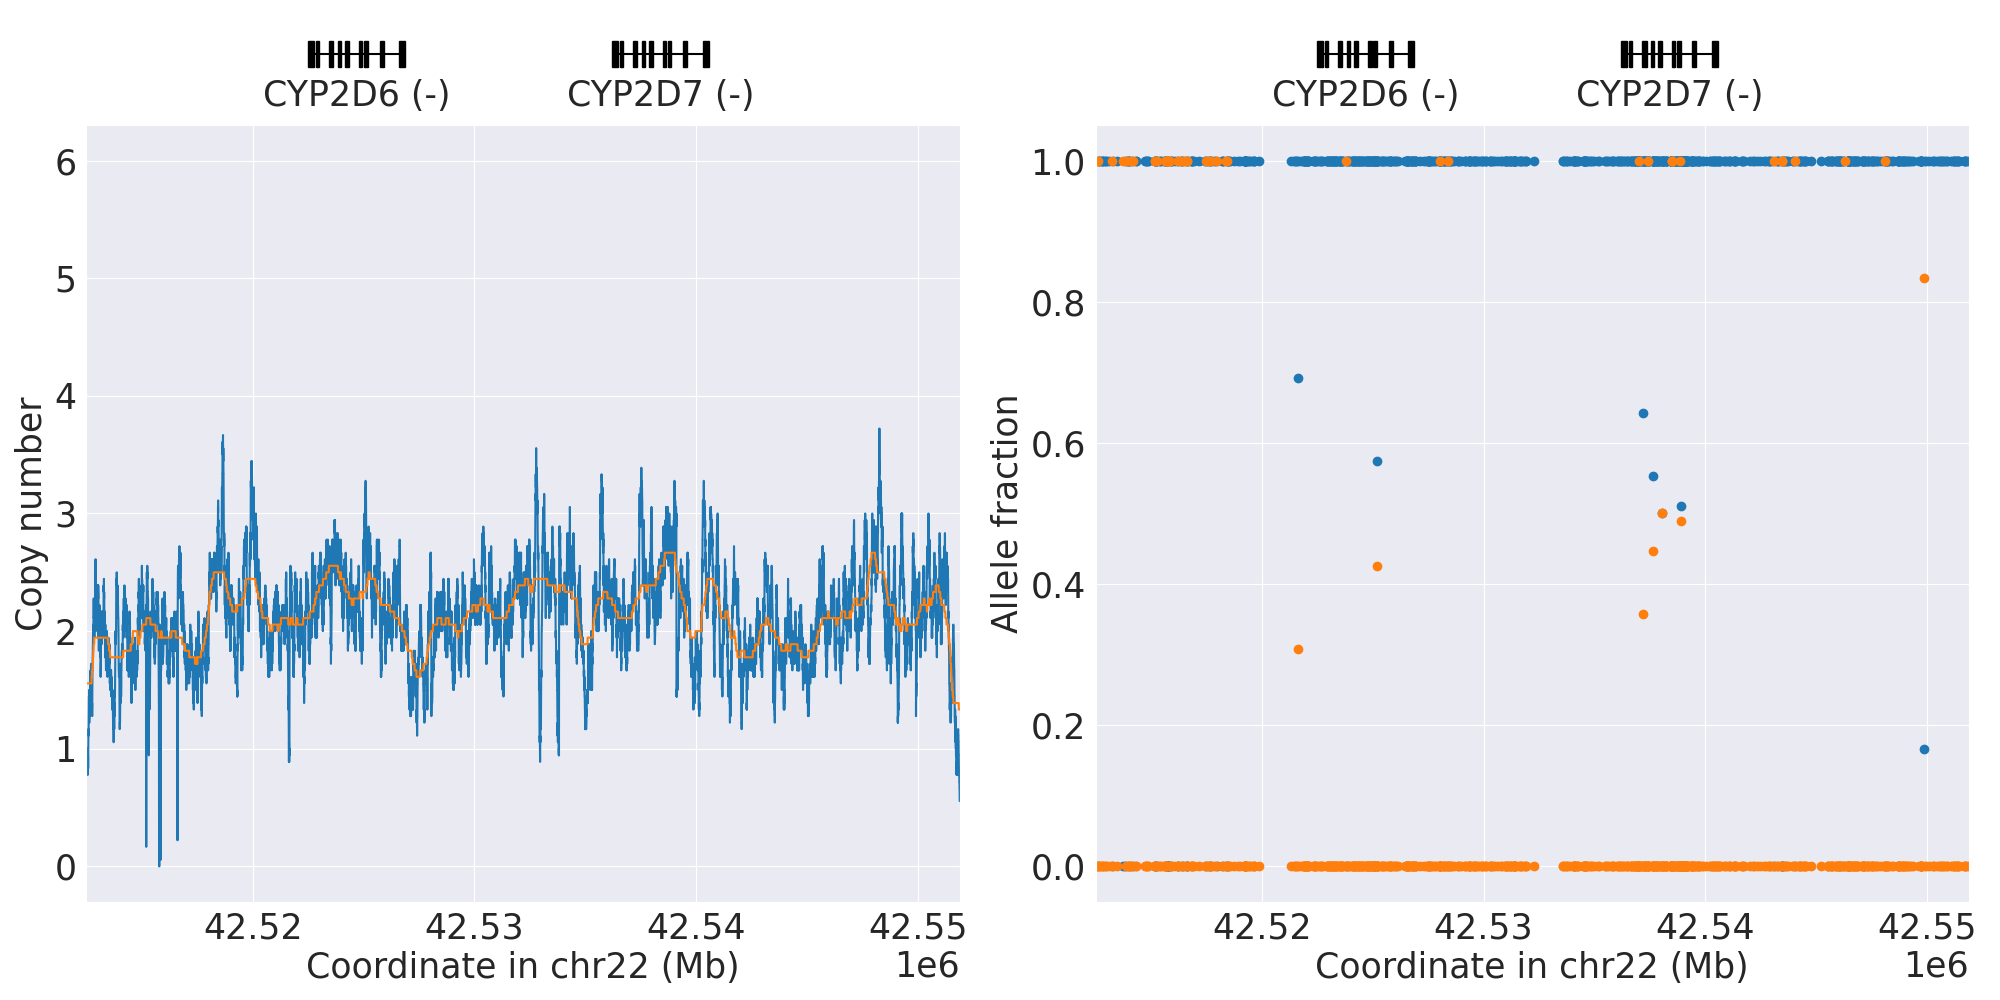 CYP2D6 (-)
CYP2D7 (-)
6
5
4
3
2
1
0
Copy number
42.52
42.53
42.54
42.55
Coordinate in chr22 (Mb)
1e6
CYP2D6 (-)
CYP2D7 (-)
1.0
0.8
0.6
0.4
0.2
0.0
Allele fraction
42.52
42.53
42.54
42.55
Coordinate in chr22 (Mb)
1e6